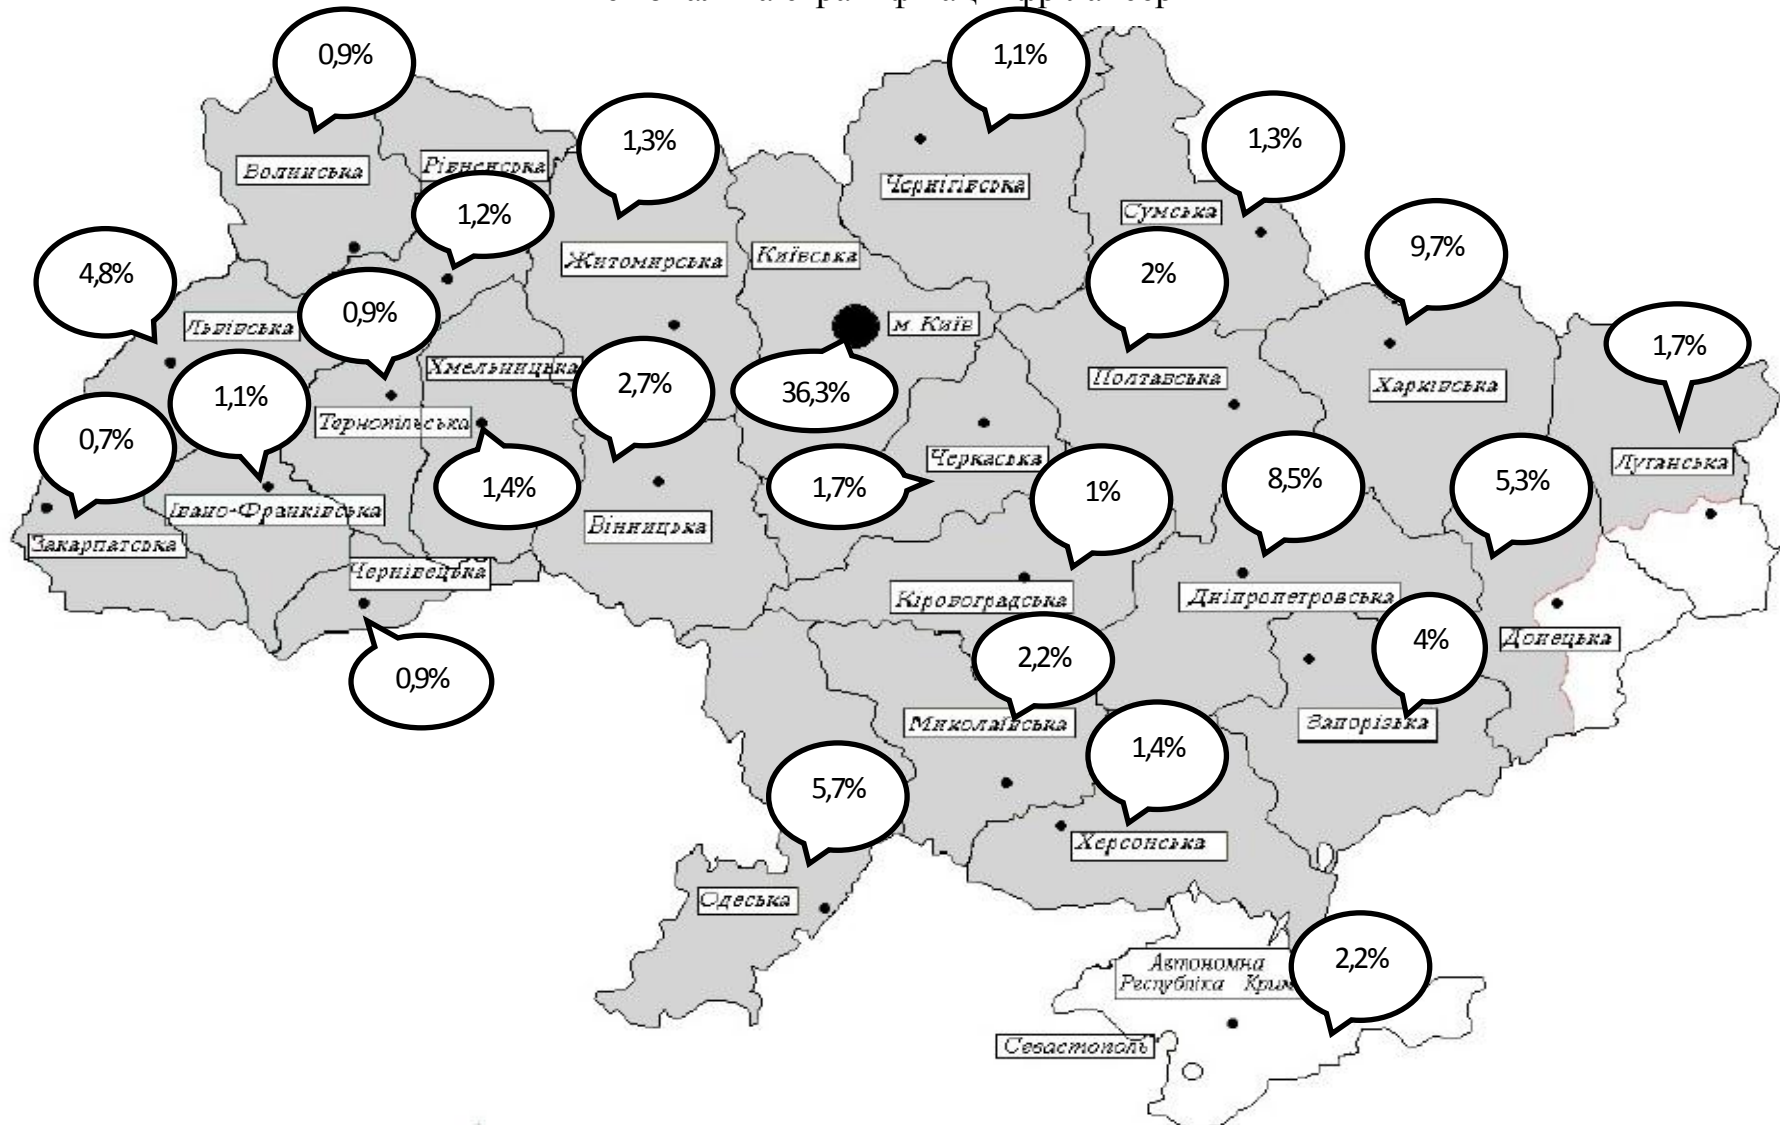 0,9%
1,1%
1,3%
1,3%
Волинська
Рівненська
Чернігівська
1,2%
Сумська
9,7%
4,8%
Житомирська
Київська
2%
0,9%
Львівська
м. Київ
1,7%
Хмельницька
2,7%
36,3%
Полтавська
Харківська
1,1%
Тернопільська
0,7%
Черкаська
Луганська
1,4%
1,7%
1%
8,5%
5,3%
Івано-Франківська
Вінницька
Закарпатська
Чернівецька
Кіровоградська
Дніпропетровська
4%
Донецька
2,2%
0,9%
Миколаївська
Запорізька
1,4%
5,7%
Херсонська
Одеська
Автономна
Республіка Крим
2,2%
Севастополь